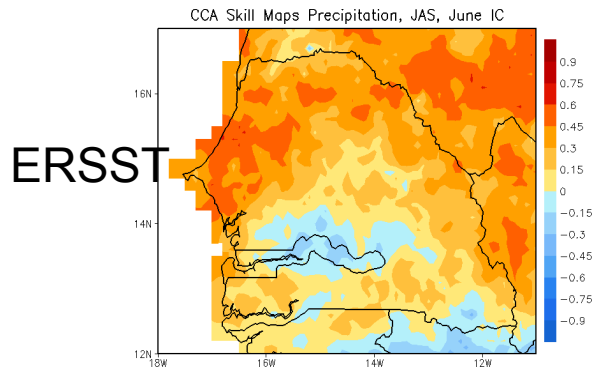 CCA Skill Maps Precipitation, JAS, June IC
ERSST
16N
14N
12N
18W
16W
14W
12W
0.9
0.75
0.6
0.45
0.3
0.15
0
−0.15
−0.3
−0.45
−0.6
−0.75
−0.9